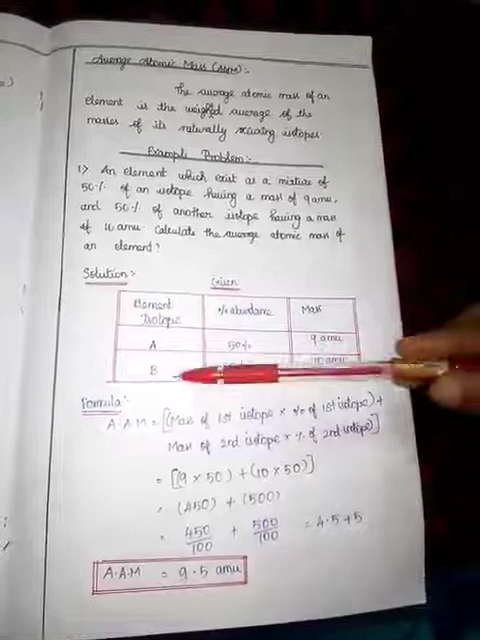 Average Atomic Mass (AAM):-
The average atomic mass of an
element is the weighted average of the
masses of its naturally occuring isotopes
Example Problem:-
1) An element which exist as a mixture of
50% of an isotope having a mass of 9amu,
and 50% of another isotope having a mass
of 10 amu. Calculate the average atomic mass of
an element?
Solution:- Given
Element Isotope % abundance Mass
A 50% 9 amu
B 10 amu
Formula:-
A.A.M = [(Mass of 1st isotope × % of 1st isotope) +
Mass of 2nd isotope × % of 2nd isotope)]
= [(9 × 50) + (10 × 50)]
= (450) + (500)
= 450/100 + 500/100 = 4.5+5
A.A.M = 9.5 amu